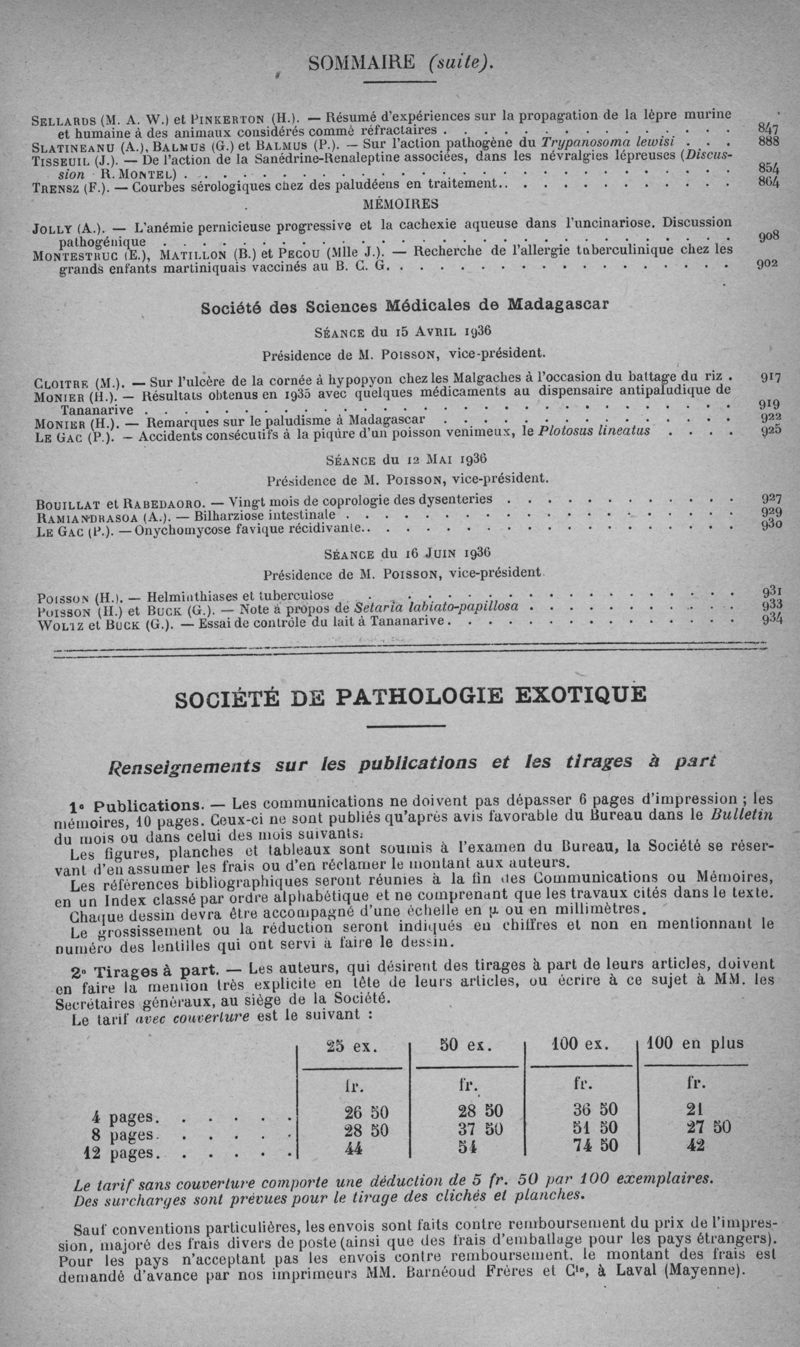 SOMMAIRE (suite).
SELLARDS (M. A. W.) et PINKERTON (H.). — Résumé d'expériences sur la propagation de la lèpre murine
et humaine à des animaux considérés comme réfractaires . . . . . . . . . . . . . . 847
SLATINEANU (A.), BALMUS (G.) et BALMUS (P.). — Sur l'action pathogène du Trypanosoma lewisi . . . 888
TISSEUIL (J.). — De l'action de la Sanédrine-Renaleptine associées, dans les névralgies lépreuses (Discus-
sion R. MONTEL) . . . . . . . . . . . . . . . . . . . . . . . . 854
TRENSZ (F.). — Courbes sérologiques chez des paludéens en traitement. . . . . . . . . . . . 864
MÉMOIRES
JOLLY (A.). — L'anémie pernicieuse progressive et la cachexie aqueuse dans l'uncinariose. Discussion
pathogénique . . . . . . . . . . . . . . . . . . . . . . . . 908
MONTESTRUC (E.), MATILLON (B.) et PECOU (Mlle J.). — Recherche de l'allergie tuberculinique chez les
grands enfants martiniquais vaccinés au B. C. G. . . . . . . . . . . . . . . . 902
Société des Sciences Médicales de Madagascar
SÉANCE du 15 AVRIL 1936
Présidence de M. POISSON, vice-président.
CLOITRE (M.). — Sur l'ulcère de la cornée à hypopyon chez les Malgaches à l'occasion du battage du riz . 917
MONIER (H.). — Résultats obtenus en 1935 avec quelques médicaments au dispensaire antipaludique de
Tananarive . . . . . . . . . . . . . . . . . . . . . . . . 919
MONIER (H.). — Remarques sur le paludisme à Madagascar . . . . . . . . . . . . . . 922
LE GAC (P.). — Accidents consécutifs à la piqûre d'un poisson venimeux, le Plotosus lineatus . . . . 925
SÉANCE du 12 MAI 1936
Présidence de M. POISSON, vice-président.
BOUILLAT et RABEDAORO. — Vingt mois de coprologie des dysenteries . . . . . . . . . . . . 927
RAMIANDRASOA (A.). — Bilharziose intestinale . . . . . . . . . . . . . . . . . . 929
LE GAC (P.). — Onychomycose favique récidivante. . . . . . . . . . . . . . . . . 930
SÉANCE du 16 JUIN 1936
Présidence de M. POISSON, vice-président.
POISSON (H.). — Helminthiases et tuberculose . . . . . . . . . . . . . . . . . . 931
POISSON (H.) et BUCK (G.). — Note à propos de Setaria labiato-papillosa . . . . . . . . . . . 933
WOLTZ et BUCK (G.). — Essai de contrôle du lait à Tananarive . . . . . . . . . . . . . . 934
SOCIÉTÉ DE PATHOLOGIE EXOTIQUE
Renseignements sur les publications et les tirages à part
1° Publications. — Les communications ne doivent pas dépasser 6 pages d'impression ; les
mémoires, 10 pages. Ceux-ci ne sont publiés qu'après avis favorable du Bureau dans le Bulletin
du mois ou dans celui des mois suivants.
Les figures, planches et tableaux sont soumis à l'examen du Bureau, la Société se réser-
vant d'en assumer les frais ou d'en réclamer le montant aux auteurs.
Les références bibliographiques seront réunies à la fin des Communications ou Mémoires,
en un Index classé par ordre alphabétique et ne comprenant que les travaux cités dans le texte.
Chaque dessin devra être accompagné d'une échelle en μ ou en millimètres.
Le grossissement ou la réduction seront indiqués en chiffres et non en mentionnant le
numéro des lentilles qui ont servi à faire le dessin.
2° Tirages à part. — Les auteurs, qui désirent des tirages à part de leurs articles, doivent
en faire la mention très explicite en tête de leurs articles, ou écrire à ce sujet à MM. les
Secrétaires généraux, au siège de la Société.
Le tarif avec couverture est le suivant :
25 ex. 50 ex. 100 ex. 100 en plus
fr. fr. fr. fr.
4 pages. . . . . . 26 50 28 50 36 50 21
8 pages. . . . . . 28 50 37 50 51 50 27 50
12 pages. . . . . . 44 54 74 50 42
Le tarif sans couverture comporte une déduction de 5 fr. 50 par 100 exemplaires.
Des surcharges sont prévues pour le tirage des clichés et planches.
Sauf conventions particulières, les envois sont faits contre remboursement du prix de l'impres-
sion, majoré des frais divers de poste (ainsi que des frais d'emballage pour les pays étrangers).
Pour les pays n'acceptant pas les envois contre remboursement, le montant des frais est
demandé d'avance par nos imprimeurs MM. Barnéoud Frères et Cie, à Laval (Mayenne).